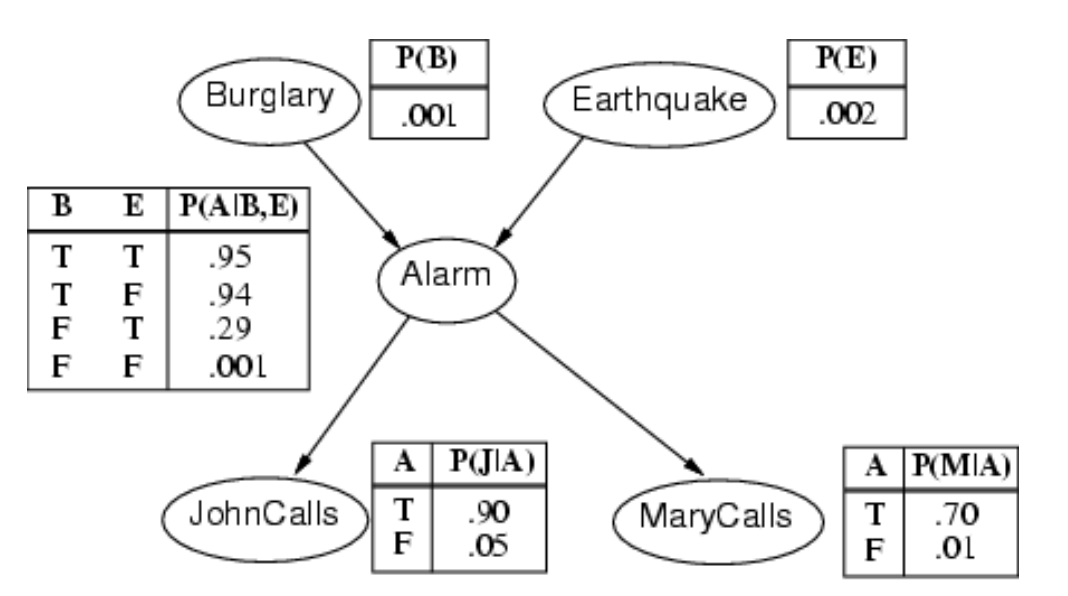 Burglary
P(B)
.001
Earthquake
P(E)
.002
B E P(A|B,E)
T T .95
T F .94
F T .29
F F .001
Alarm
JohnCalls
A P(J|A)
T .90
F .05
MaryCalls
A P(M|A)
T .70
F .01